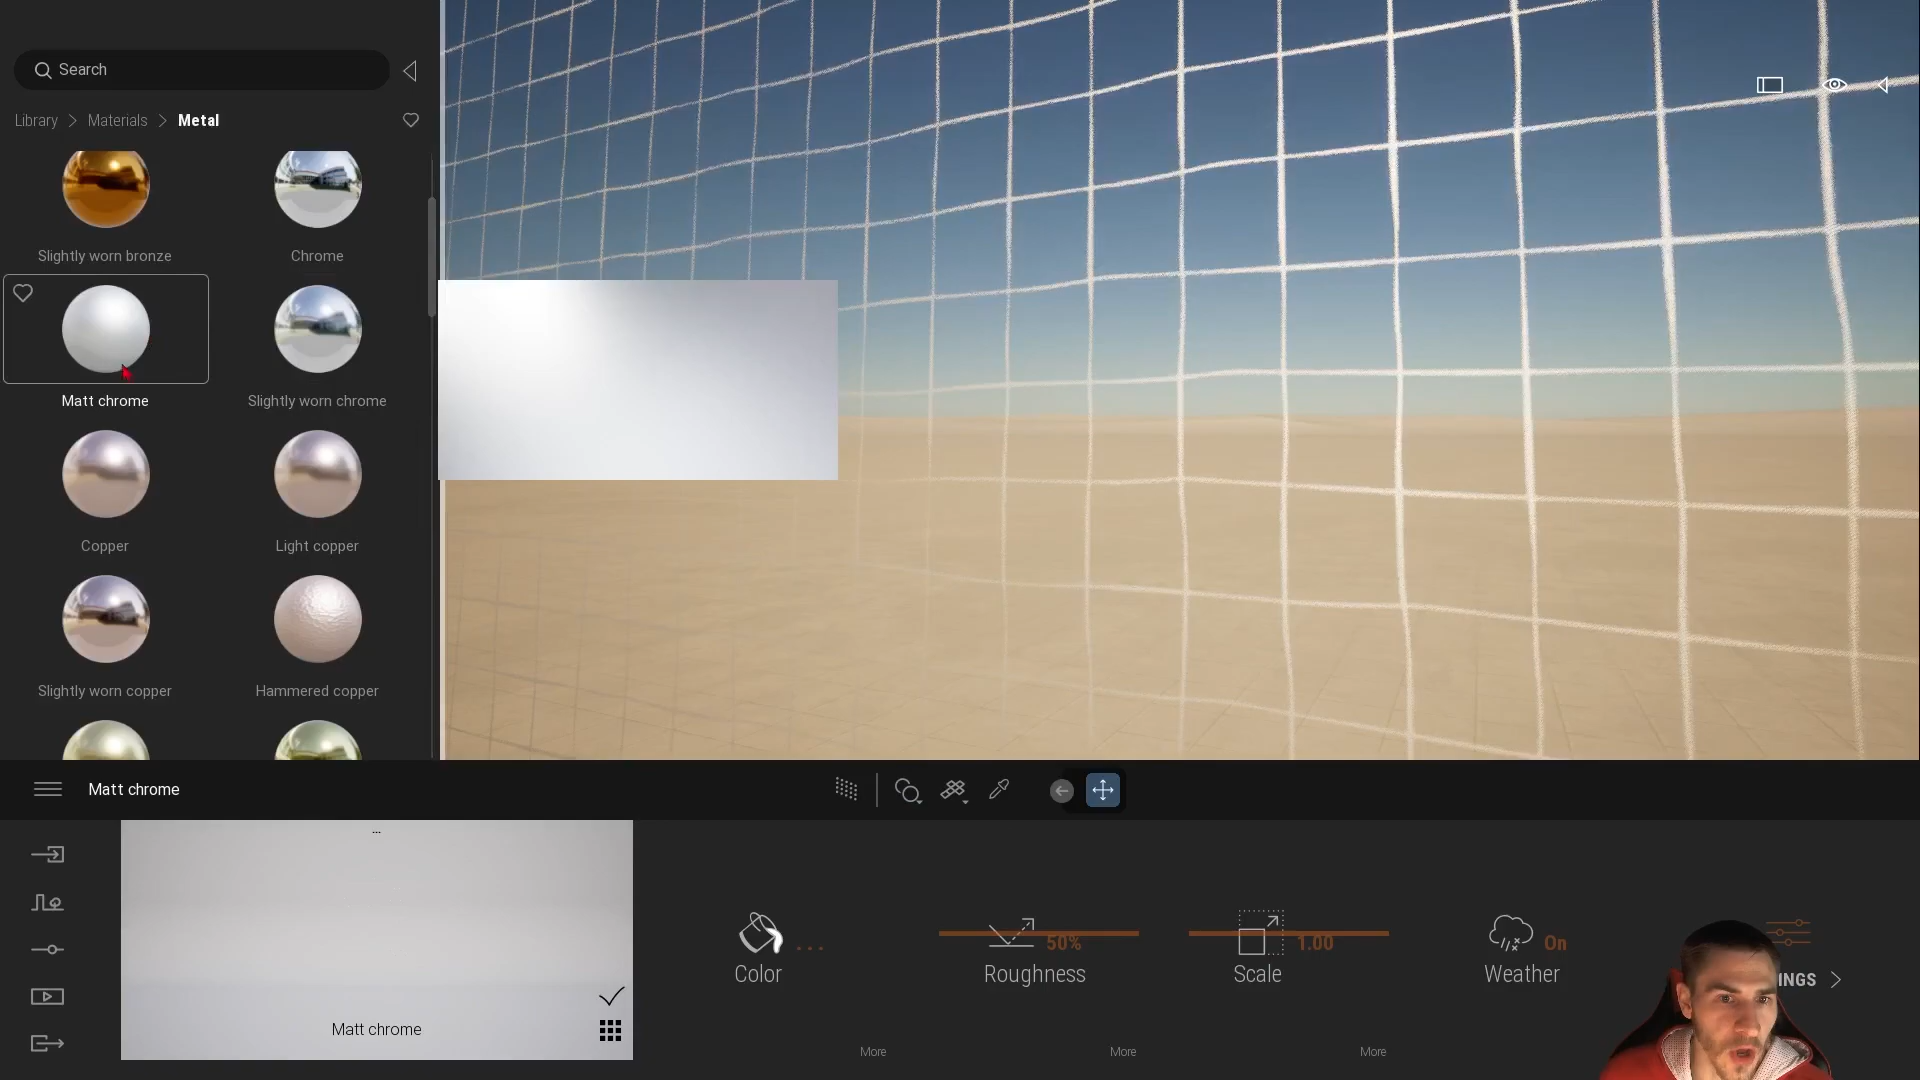 Search
Library > Materials > Metal
Slightly worn bronze
Chrome
Matt chrome
Slightly worn chrome
Copper
Light copper
Slightly worn copper
Hammered copper
Matt chrome
...
Matt chrome
Color ...
Roughness 50%
Scale 1.00
Weather On
INGS
More
More
More